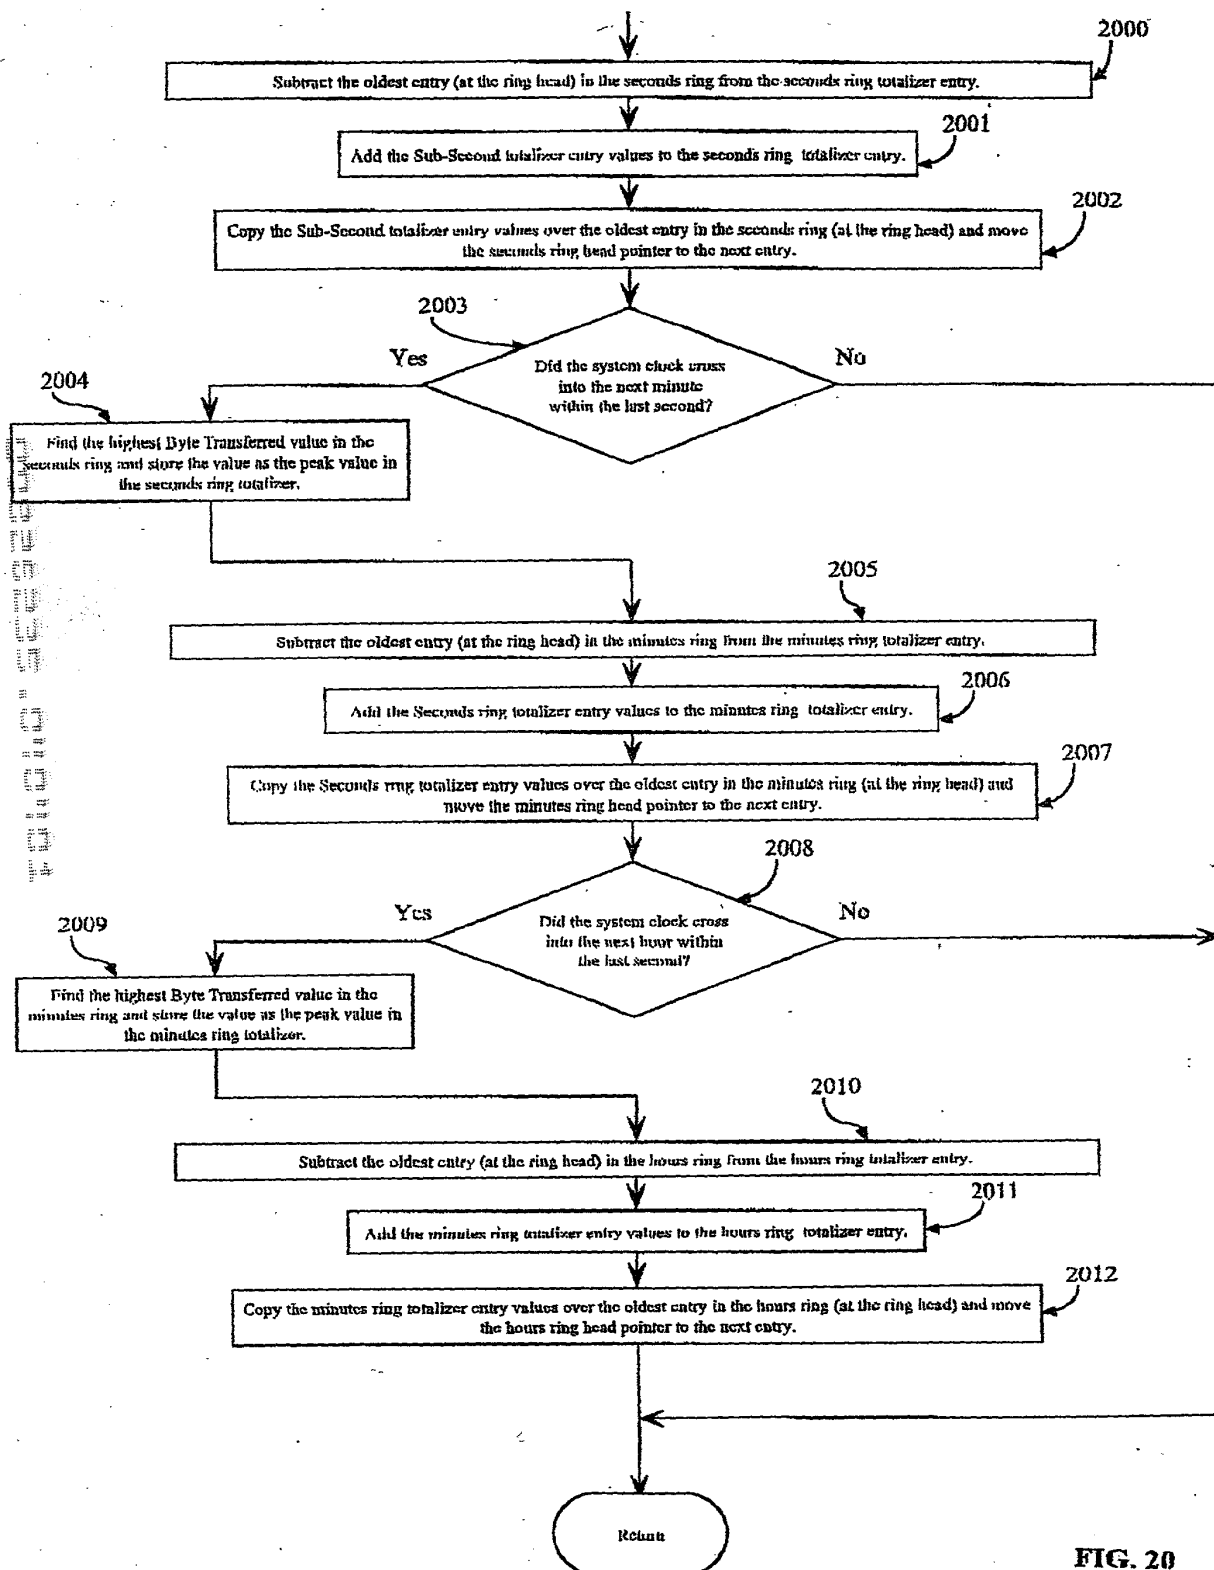 2000
Subtract the oldest entry (at the ring head) in the seconds ring from the seconds ring totalizer entry.
2001
Add the Sub-Second totalizer entry values to the seconds ring totalizer entry.
2002
Copy the Sub-Second totalizer entry values over the oldest entry in the seconds ring (at the ring head) and move
the seconds ring head pointer to the next entry.
2003
Yes
No
Did the system clock cross
into the next minute
within the last second?
2004
Find the highest Byte Transferred value in the
seconds ring and store the value as the peak value in
the seconds ring totalizer.
2005
Subtract the oldest entry (at the ring head) in the minutes ring from the minutes ring totalizer entry.
2006
Add the Seconds ring totalizer entry values to the minutes ring totalizer entry.
2007
Copy the Seconds ring totalizer entry values over the oldest entry in the minutes ring (at the ring head) and
move the minutes ring head pointer to the next entry.
2008
Yes
No
Did the system clock cross
into the next hour within
the last second?
2009
Find the highest Byte Transferred value in the
minutes ring and store the value as the peak value in
the minutes ring totalizer.
2010
Subtract the oldest entry (at the ring head) in the hours ring from the hours ring totalizer entry.
2011
Add the minutes ring totalizer entry values to the hours ring totalizer entry.
2012
Copy the minutes ring totalizer entry values over the oldest entry in the hours ring (at the ring head) and move
the hours ring head pointer to the next entry.
Return
FIG. 20